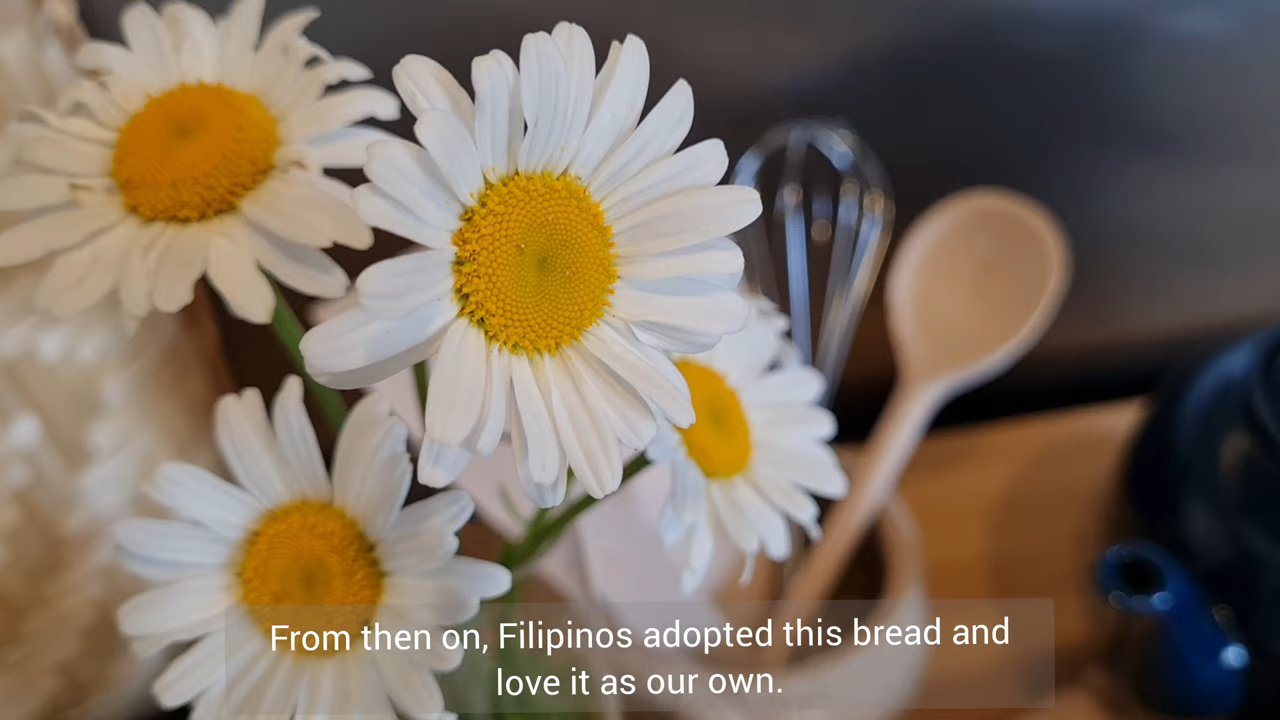 From then on, Filipinos adopted this bread and
love it as our own.